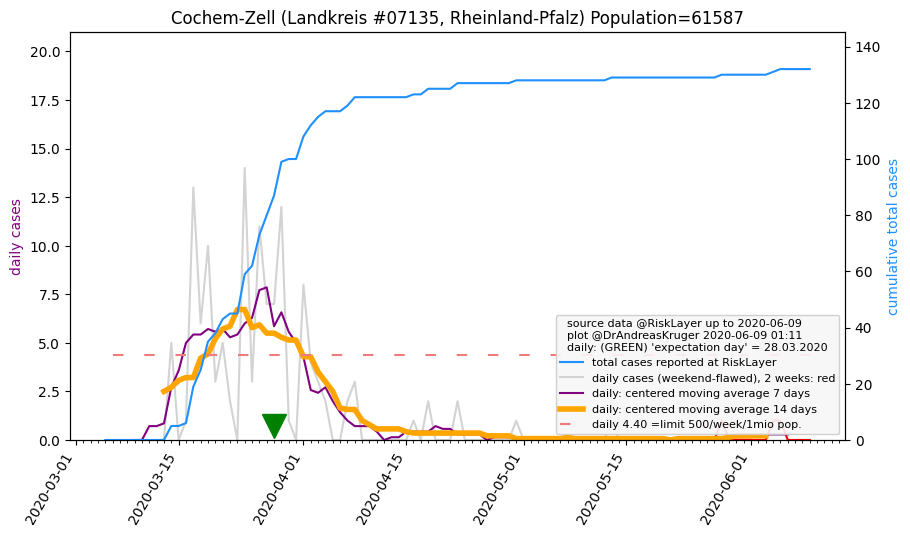 Cochem-Zell (Landkreis #07135, Rheinland-Pfalz) Population=61587
daily cases
20.0
17.5
15.0
12.5
10.0
7.5
5.0
2.5
0.0
140
120
100
80
60
40
20
0
cumulative total cases
source data @RiskLayer up to 2020-06-09
plot @DrAndreasKruger 2020-06-09 01:11
daily: (GREEN) 'expectation day' = 28.03.2020
total cases reported at RiskLayer
daily cases (weekend-flawed), 2 weeks: red
daily: centered moving average 7 days
daily: centered moving average 14 days
daily 4.40 =limit 500/week/1mio pop.
2020-03-01
2020-03-15
2020-04-01
2020-04-15
2020-05-01
2020-05-15
2020-06-01